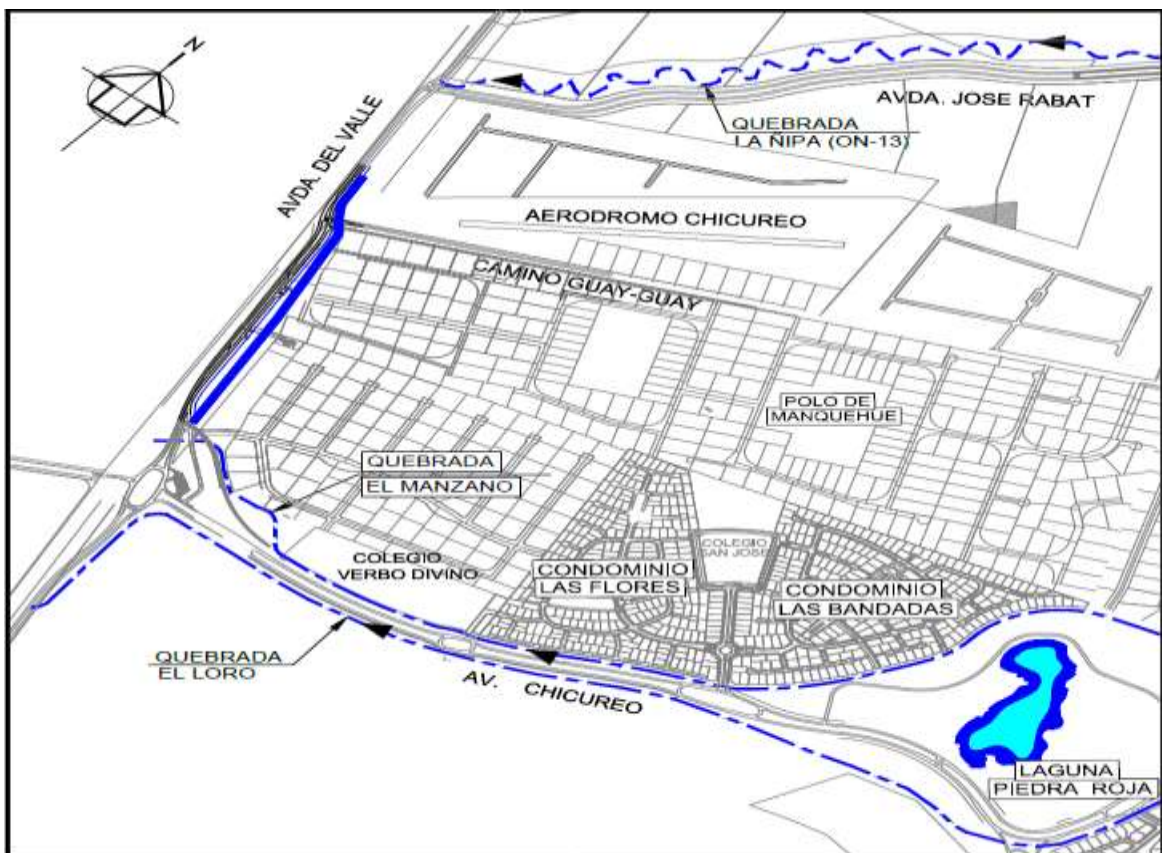 N
AVDA. JOSE RABAT
QUEBRADA
LA ÑIPA (ON-13)
AVDA. DEL VALLE
AERODROMO CHICUREO
CAMINO GUAY-GUAY
POLO DE
MANQUEHUE
QUEBRADA
EL MANZANO
COLEGIO
SAN JOSE
COLEGIO
VERBO DIVINO
CONDOMINIO
LAS FLORES
CONDOMINIO
LAS BANDADAS
QUEBRADA
EL LORO
AV. CHICUREO
LAGUNA
PIEDRA ROJA